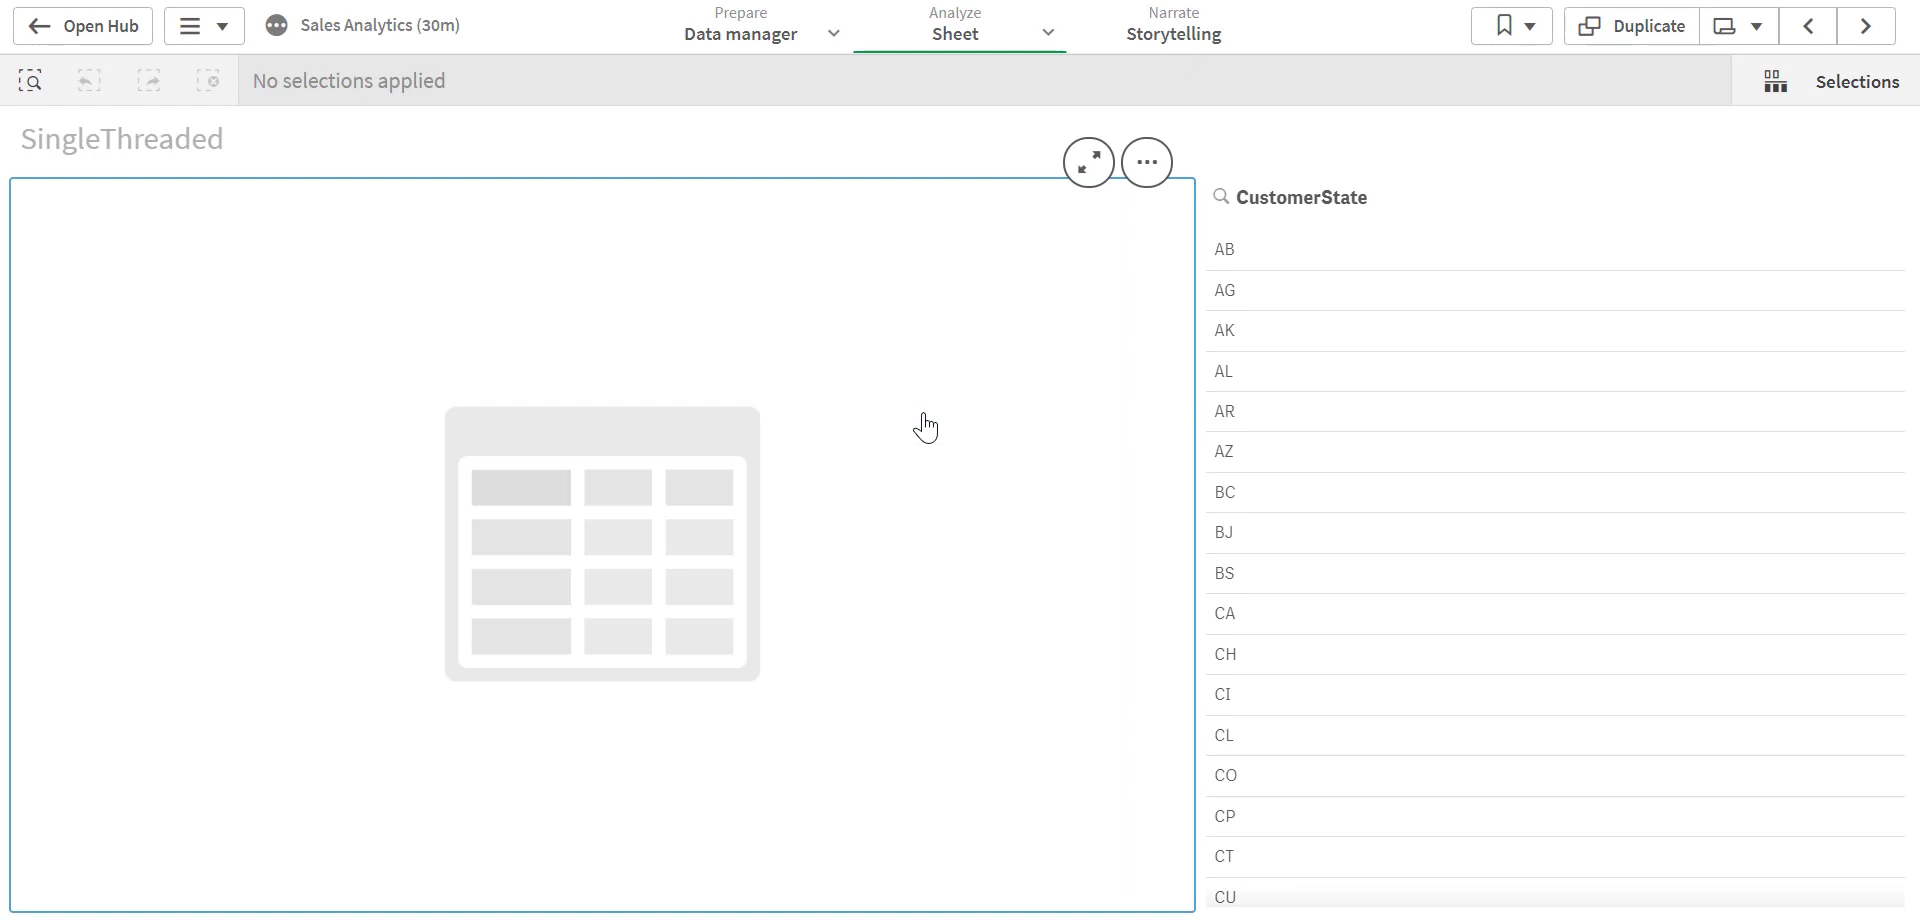 Open Hub
Sales Analytics (30m)
Prepare
Data manager
Analyze
Sheet
Narrate
Storytelling
Duplicate
No selections applied
Selections
SingleThreaded
CustomerState
AB
AG
AK
AL
AR
AZ
BC
BJ
BS
CA
CH
CI
CL
CO
CP
CT
CU